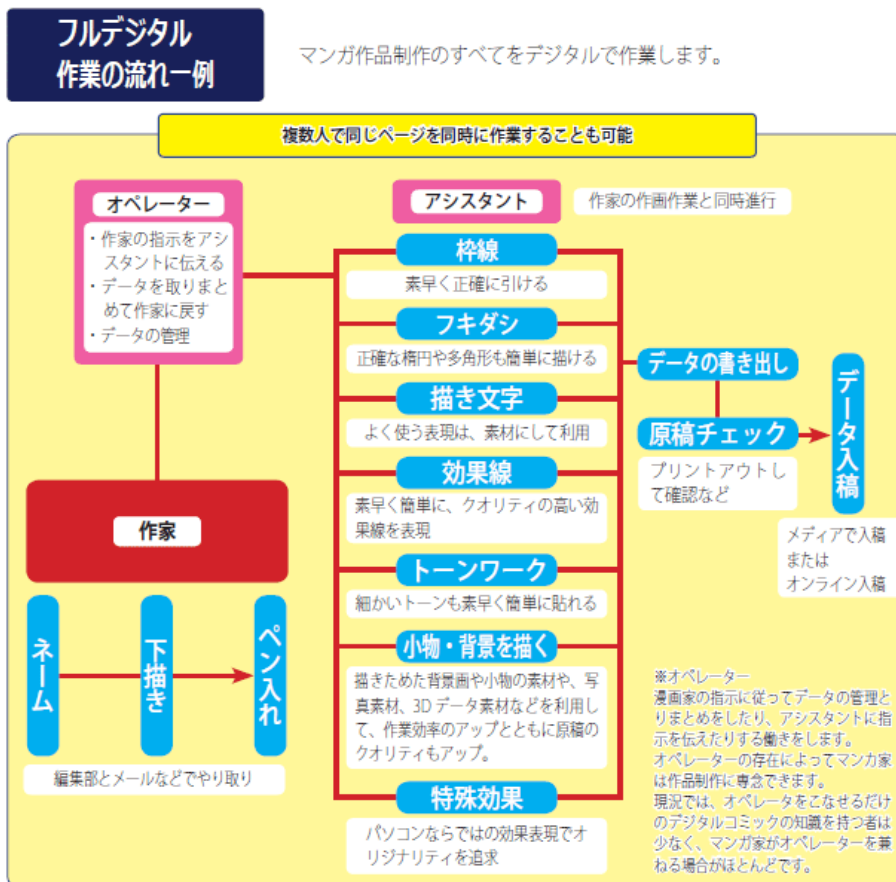 フルデジタル
作業の流れ一例
マンガ作品制作のすべてをデジタルで作業します。
複数人で同じページを同時に作業することも可能
オペレーター
・作家の指示をアシ
スタントに伝える
・データを取りまと
めて作家に戻す
・データの管理
作家
ネーム
下描き
ペン入れ
編集部とメールなどでやり取り
アシスタント
作家の作画作業と同時進行
枠線
素早く正確に引ける
フキダシ
正確な楕円や多角形も簡単に描ける
描き文字
よく使う表現は、素材にして利用
効果線
素早く簡単に、クオリティの高い効
果線を表現
トーンワーク
細かいトーンも素早く簡単に貼れる
小物・背景を描く
描きためた背景画や小物の素材や、写
真素材、3Dデータ素材などを利用し
て、作業効率のアップとともに原稿の
クオリティもアップ。
特殊効果
パソコンならではの効果表現でオ
リジナリティを追求
データの書き出し
原稿チェック
プリントアウトし
て確認など
データ入稿
メディアで入稿
または
オンライン入稿
※オペレーター
漫画家の指示に従ってデータの管理と
りまとめをしたり、アシスタントに指
示を伝えたりする働きをします。
オペレーターの存在によってマンガ家
は作品制作に専念できます。
現況では、オペレータをこなせるだけ
のデジタルコミックの知識を持つ者は
少なく、マンガ家がオペレーターを兼
ねる場合がほとんどです。